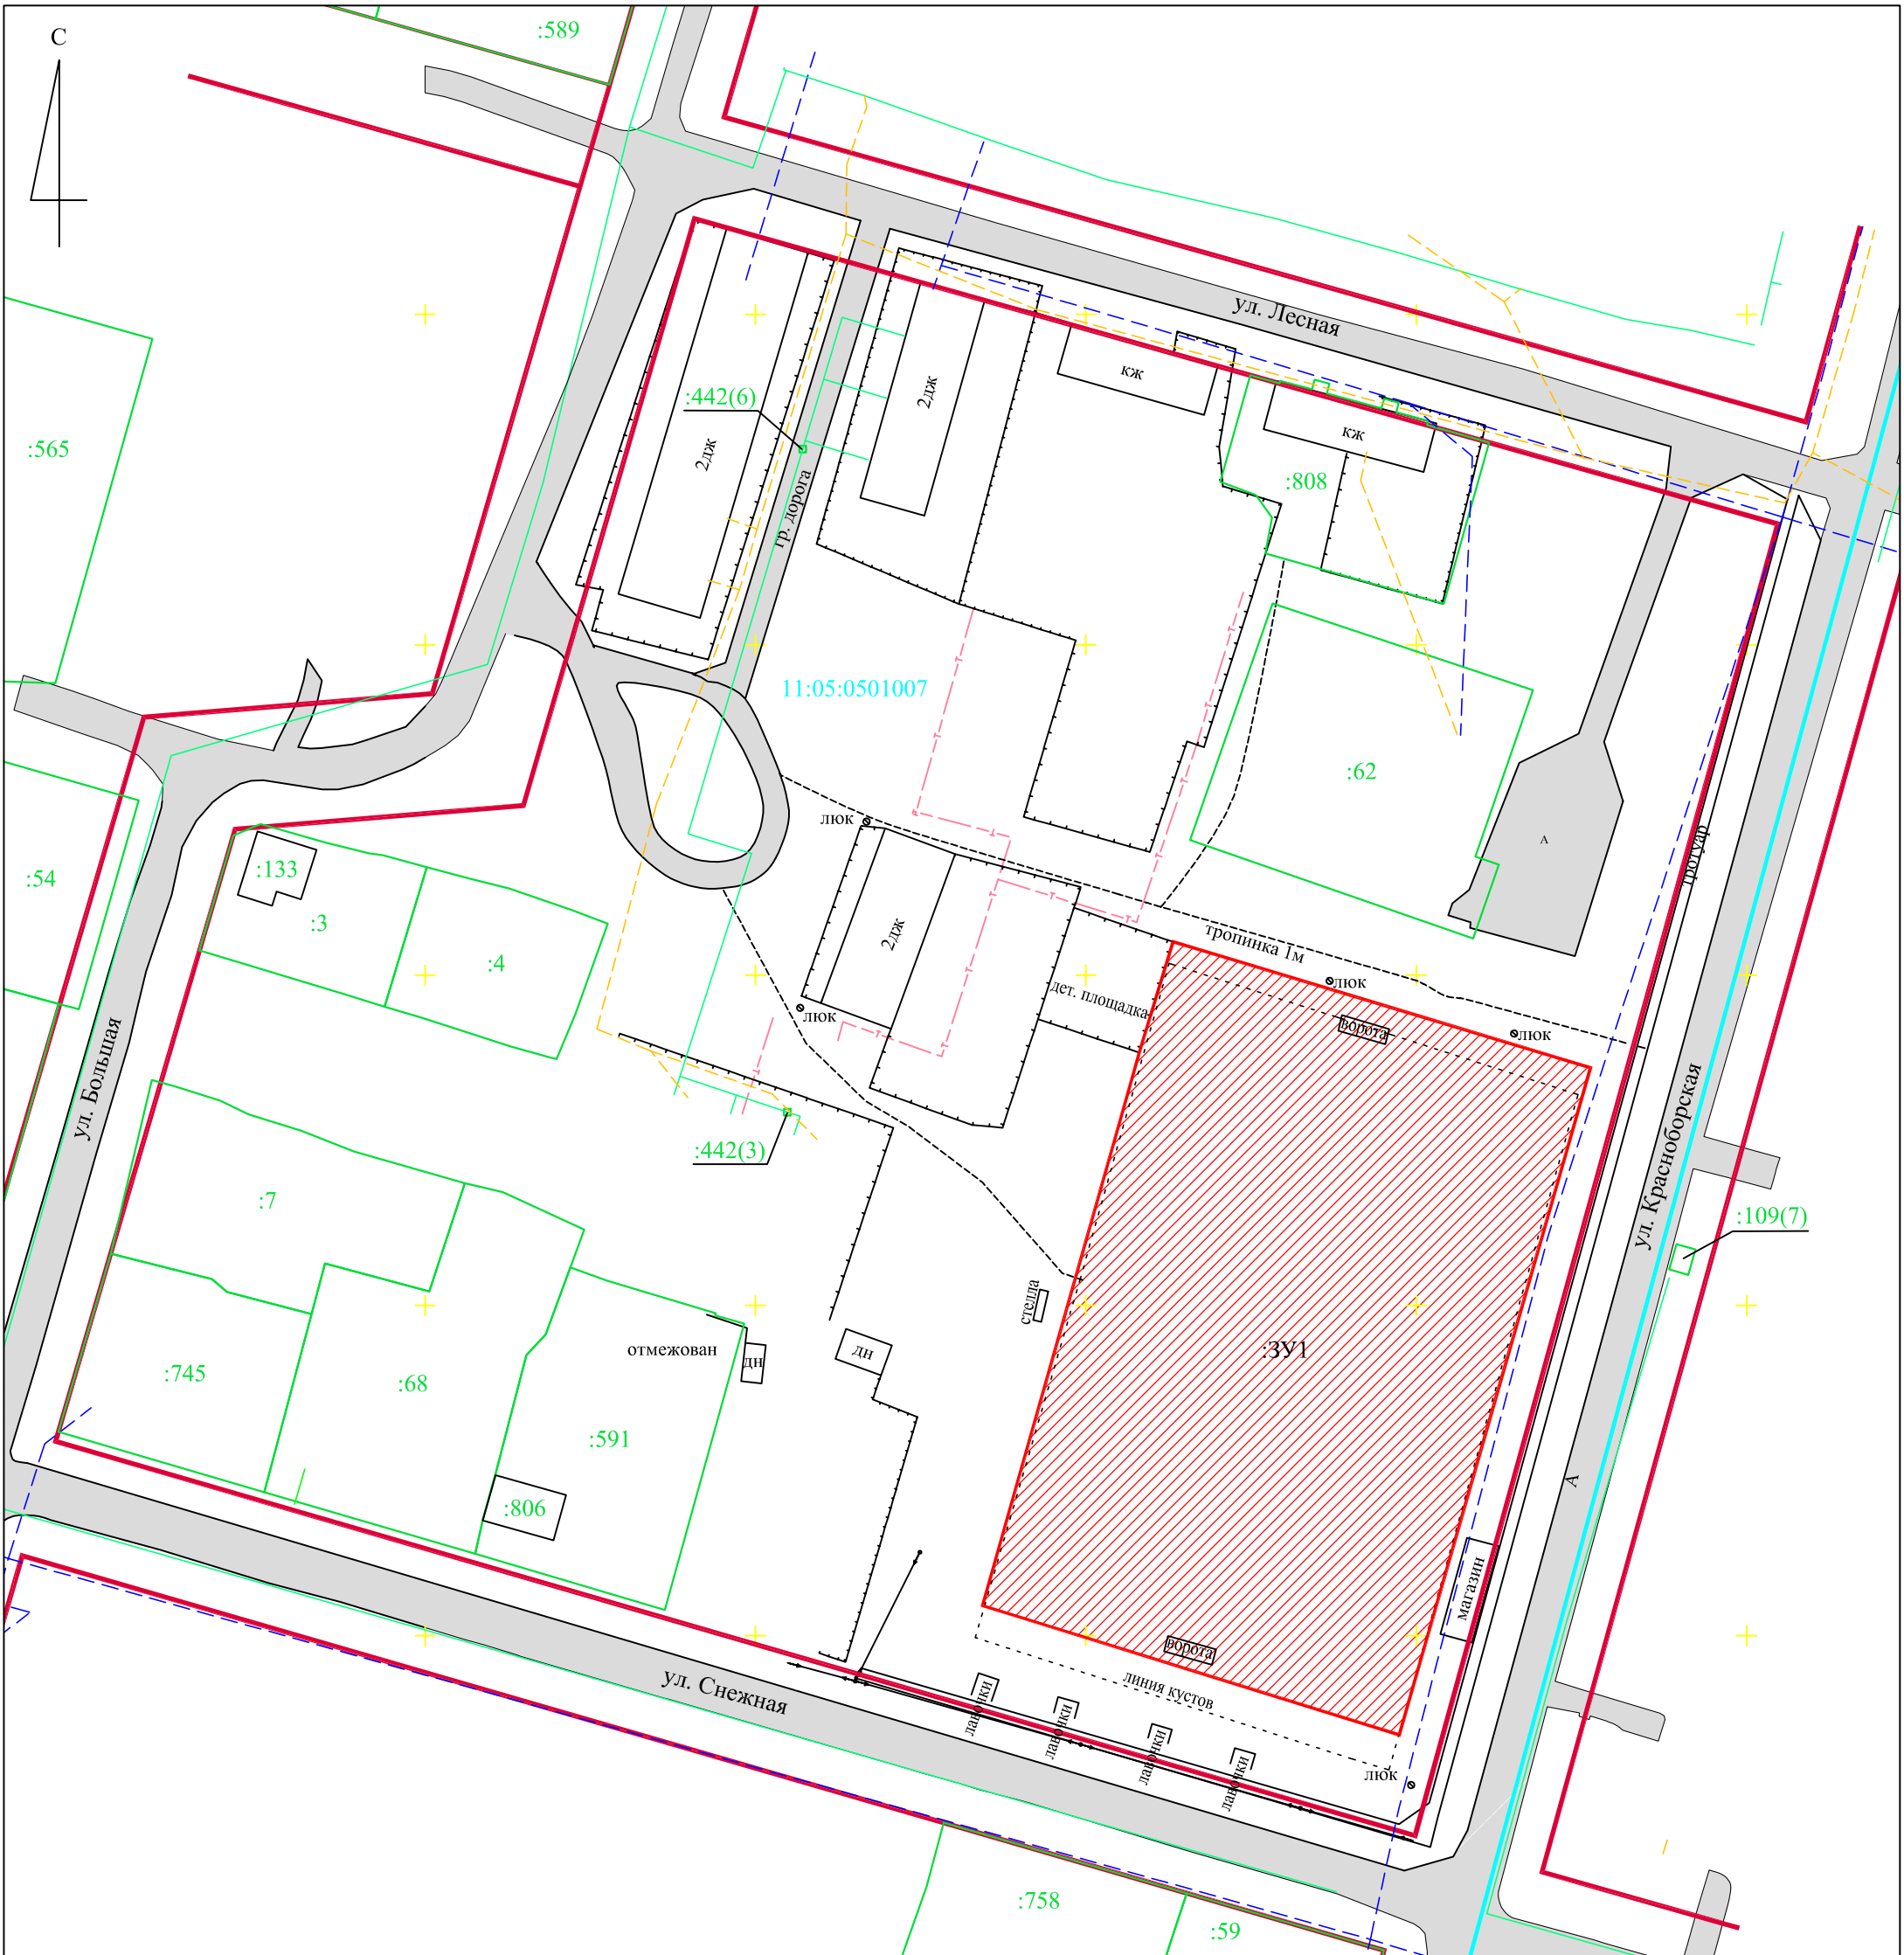 :589
С
ул. Лесная
:565
:442(6)
2дж
2дж
кж
кж
:808
гр. дорога
11:05:0501007
:62
А
люк
тротуар
:133
:54
:3
:4
2дж
тропинка 1м
люк
дет. площадка
ворота
люк
люк
ул. Большая
:442(3)
ул. Красноборская
:7
:109(7)
стелла
отмежован
дн
дн
:ЗУ1
:745
:68
:591
А
:806
магазин
ворота
линия кустов
ул. Снежная
лавочки
лавочки
лавочки
лавочки
люк
:758
:59